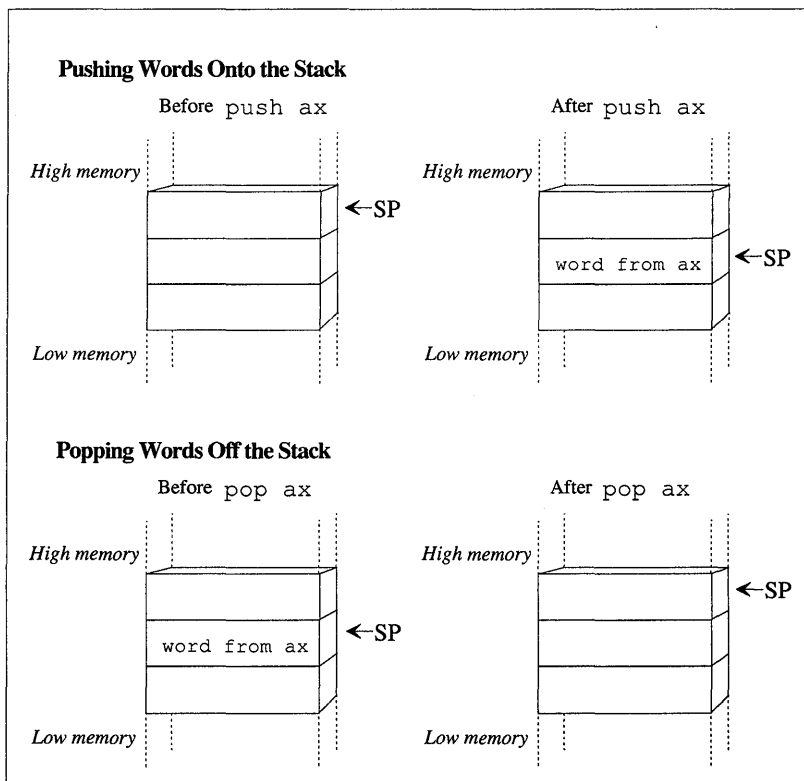 Pushing Words Onto the Stack
Before push ax
After push ax
High memory
High memory
←SP
word from ax
←SP
Low memory
Low memory
Popping Words Off the Stack
Before pop ax
After pop ax
High memory
High memory
←SP
word from ax
←SP
Low memory
Low memory